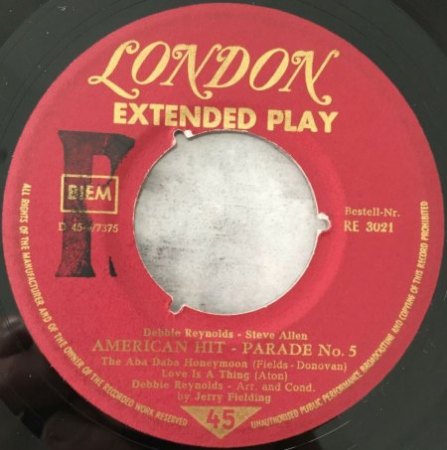 LONDON
EXTENDED PLAY
BIEM
R
Bestell-Nr.
RE 3021
Debbie Reynolds - Steve Allen
AMERICAN HIT - PARADE No. 5
The Aba Daba Honeymoon (Fields - Donovan)
Love Is A Thing (Aton)
Debbie Reynolds - Arr. and Cond.
by Jerry Fielding
45
ALL RIGHTS OF THE MANUFACTURER AND OF THE OWNER OF THE RECORDED WORK RESERVED
UNAUTHORISED PUBLIC PERFORMANCE, BROADCASTING AND COPYING OF THIS RECORD PROHIBITED